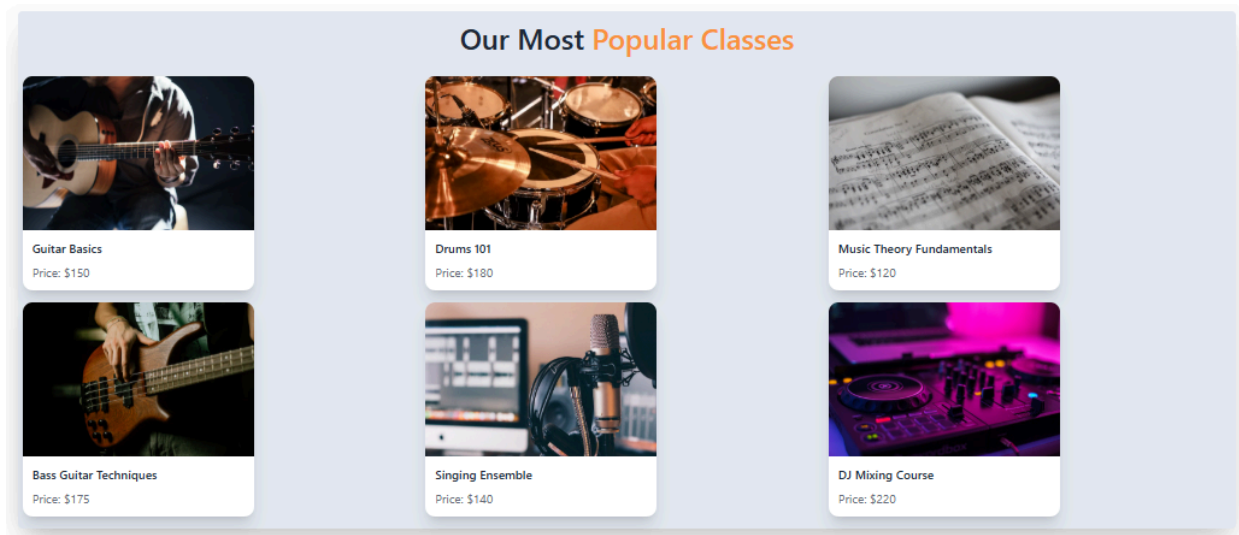 Our Most Popular Classes
Guitar Basics
Price: $150
Drums 101
Price: $180
Music Theory Fundamentals
Price: $120
Bass Guitar Techniques
Price: $175
Singing Ensemble
Price: $140
DJ Mixing Course
Price: $220